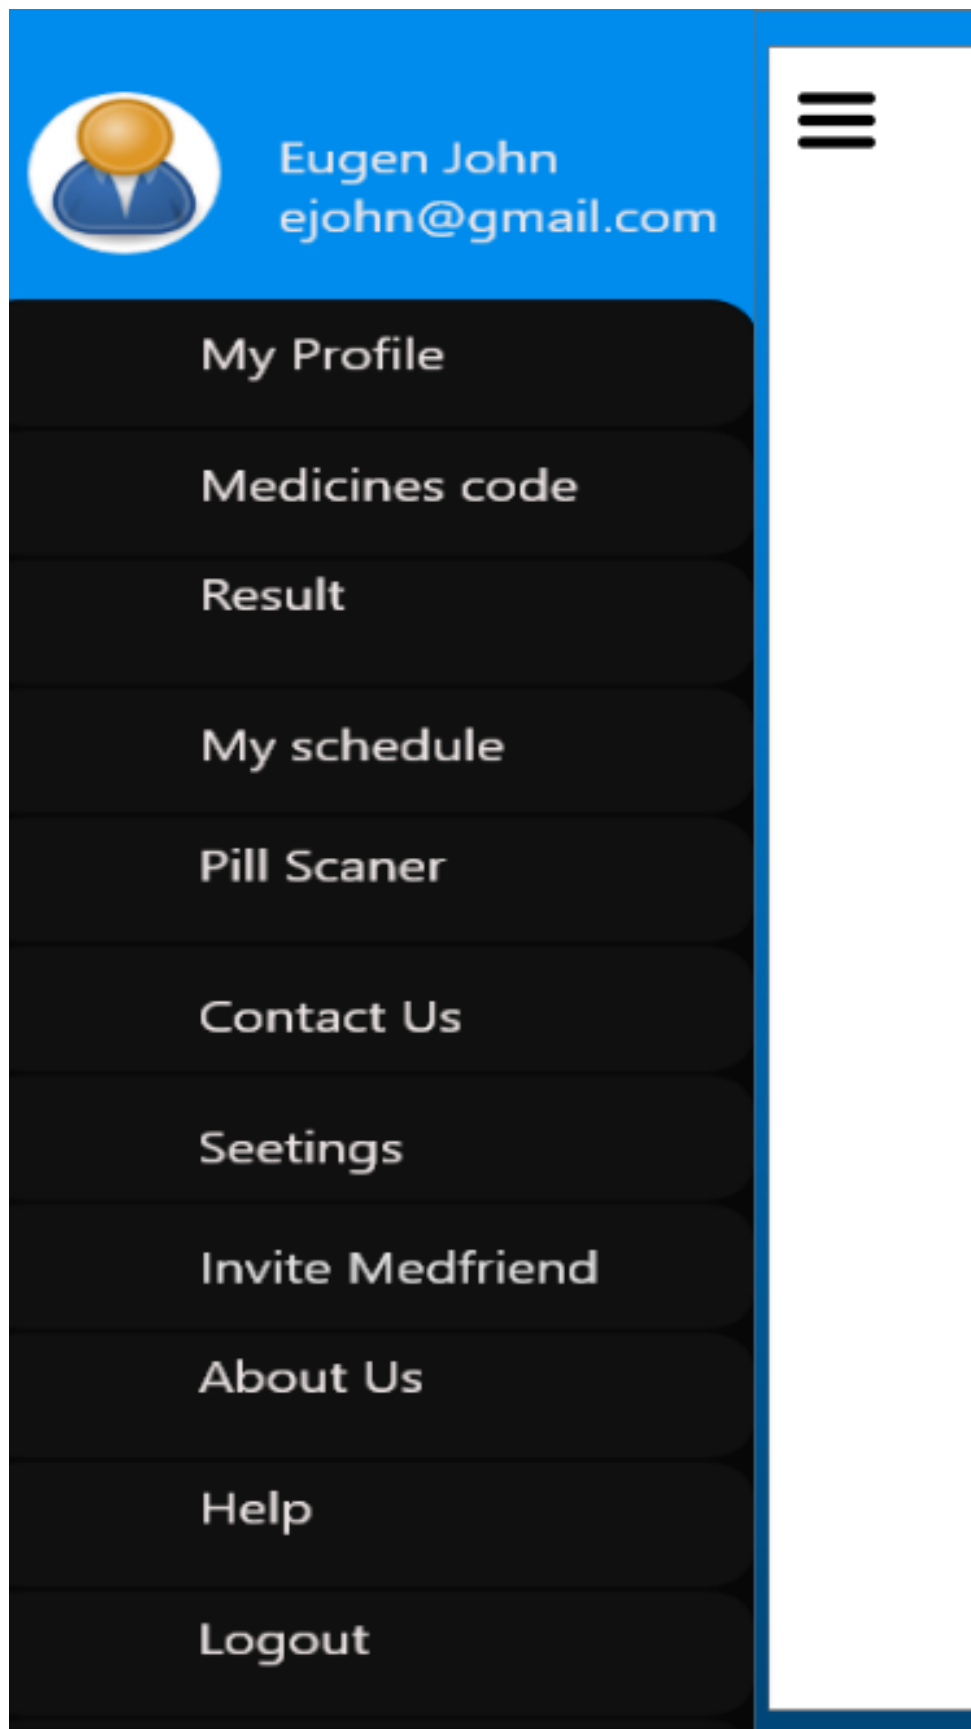 Eugen John
ejohn@gmail.com
My Profile
Medicines code
Result
My schedule
Pill Scaner
Contact Us
Seetings
Invite Medfriend
About Us
Help
Logout